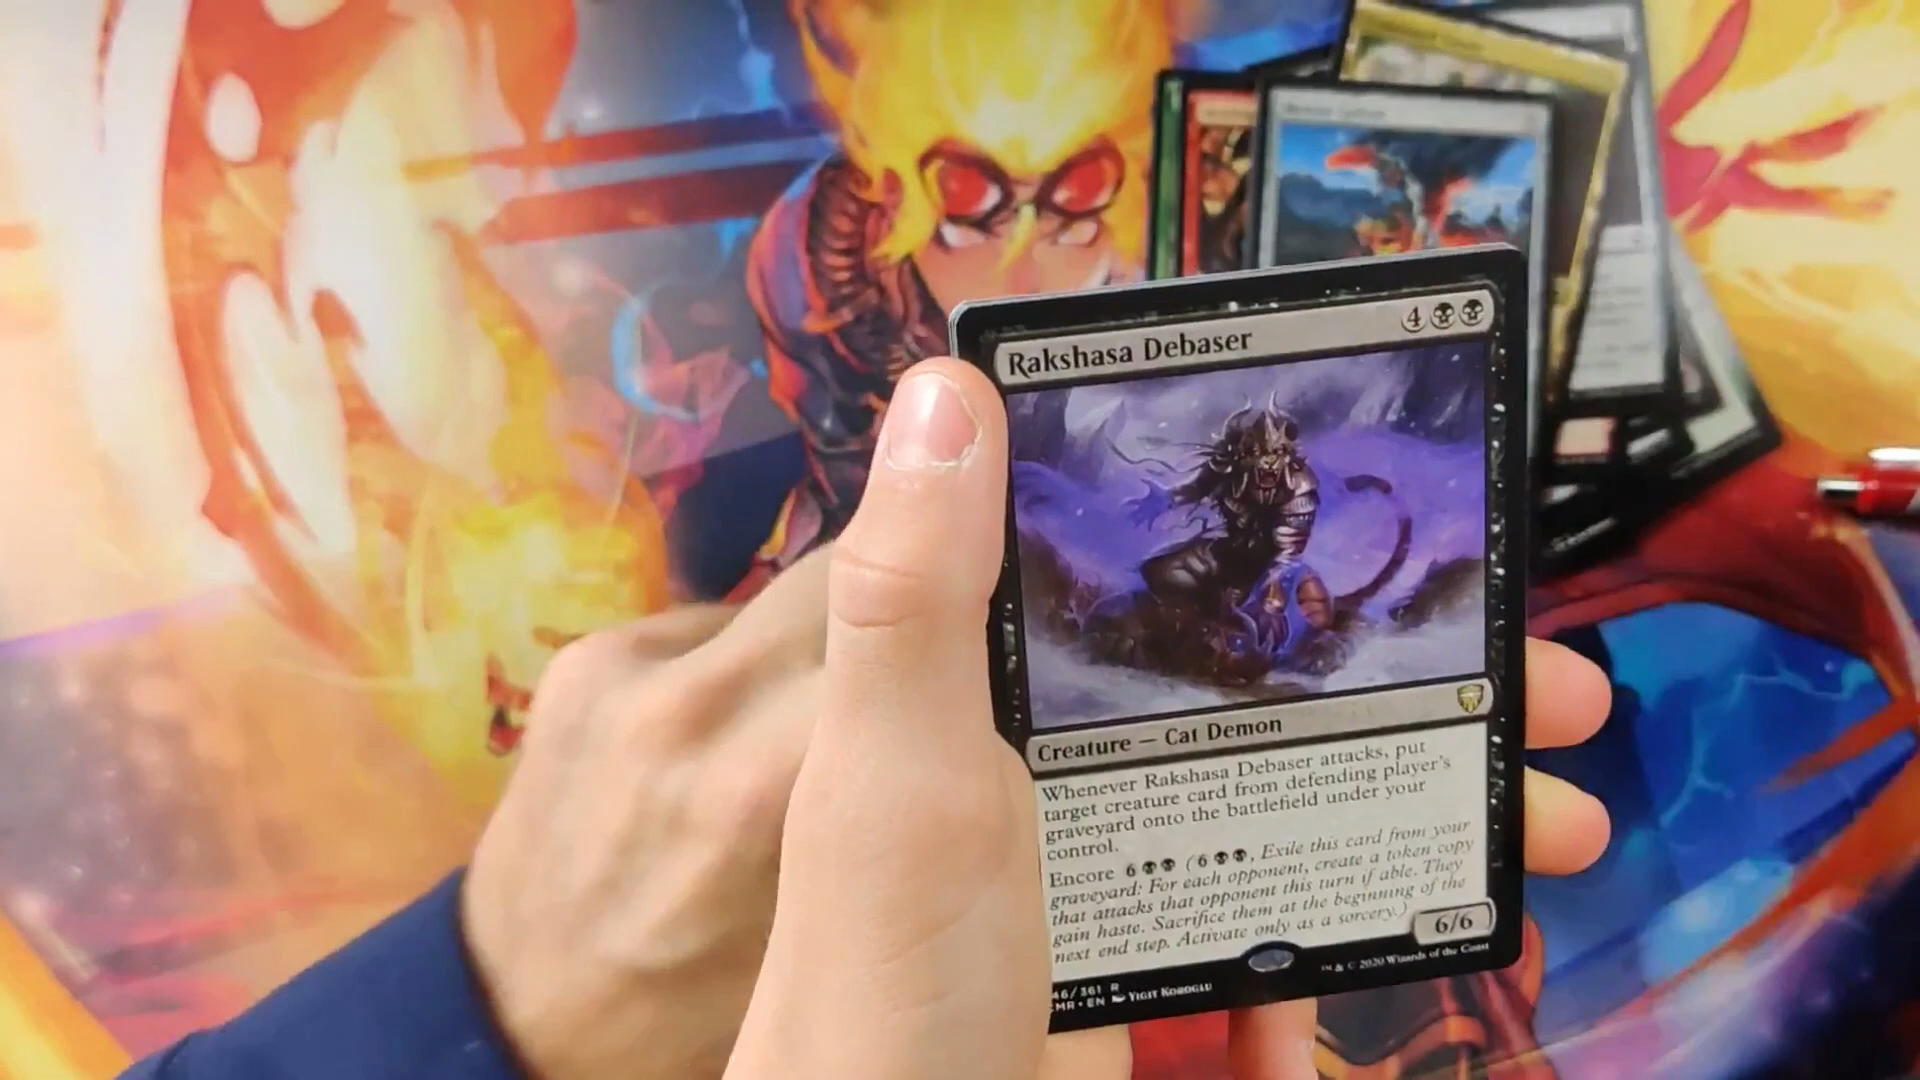 Rakshasa Debaser 4
Creature — Cat Demon
Whenever Rakshasa Debaser attacks, put
target creature card from defending player's
graveyard onto the battlefield under your
control.
Encore 6 (6, Exile this card from your
graveyard: For each opponent, create a token copy
that attacks that opponent this turn if able. They
gain haste. Sacrifice them at the beginning of the
next end step. Activate only as a sorcery.)
6/6
46/361 R
CMR • EN Yigit Koroglu
™ & © 2020 Wizards of the Coast